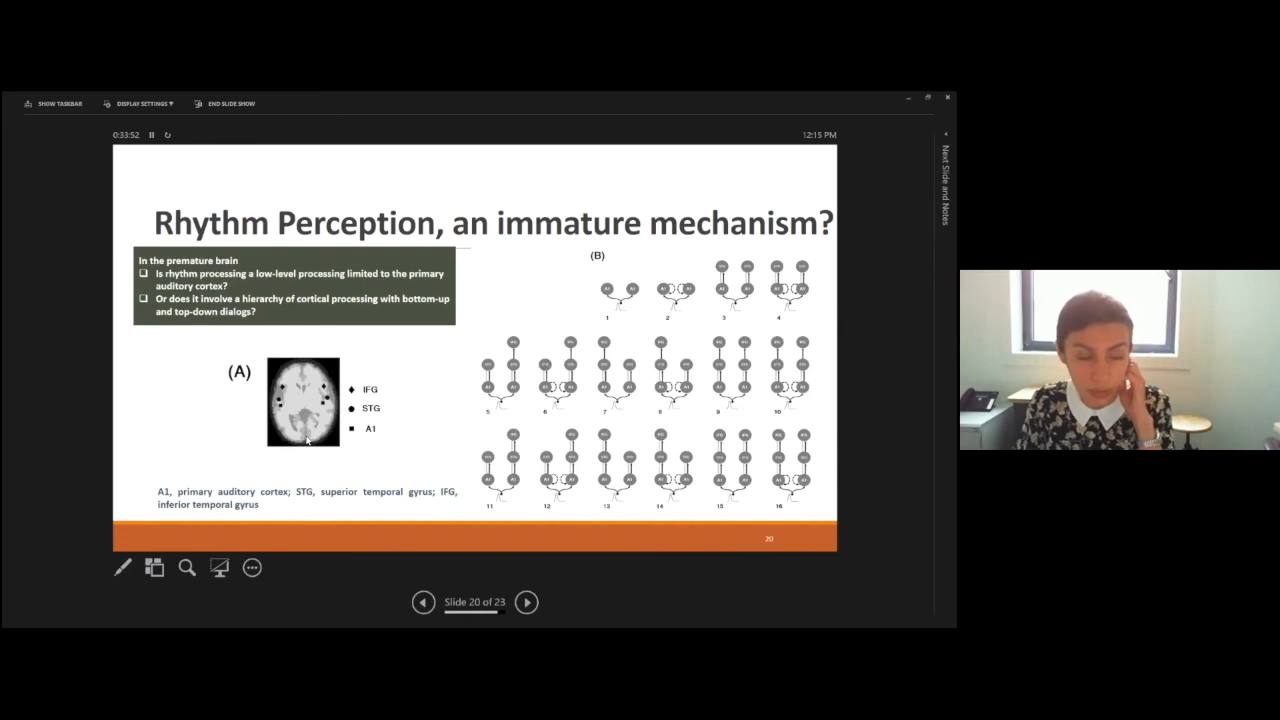 SHOW TASKBAR
DISPLAY SETTINGS ▾
END SLIDE SHOW
0:33:52
12:15 PM
Next Slide and Notes
Rhythm Perception, an immature mechanism?
In the premature brain
Is rhythm processing a low-level processing limited to the primary
auditory cortex?
Or does it involve a hierarchy of cortical processing with bottom-up
and top-down dialogs?
(A)
IFG
STG
A1
A1, primary auditory cortex; STG, superior temporal gyrus; IFG,
inferior temporal gyrus
(B)
1 2 3 4
5 6 7 8 9 10
11 12 13 14 15 16
20
Slide 20 of 23